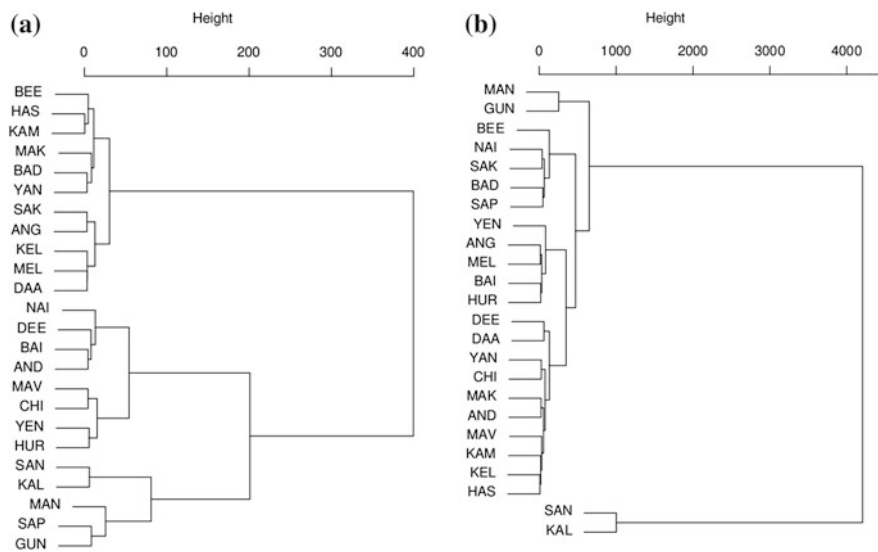 (a)
Height
0 100 200 300 400
BEE
HAS
KAM
MAK
BAD
YAN
SAK
ANG
KEL
MEL
DAA
NAI
DEE
BAI
AND
MAV
CHI
YEN
HUR
SAN
KAL
MAN
SAP
GUN
(b)
Height
0 1000 2000 3000 4000
MAN
GUN
BEE
NAI
SAK
BAD
SAP
YEN
ANG
MEL
BAI
HUR
DEE
DAA
YAN
CHI
MAK
AND
MAV
KAM
KEL
HAS
SAN
KAL